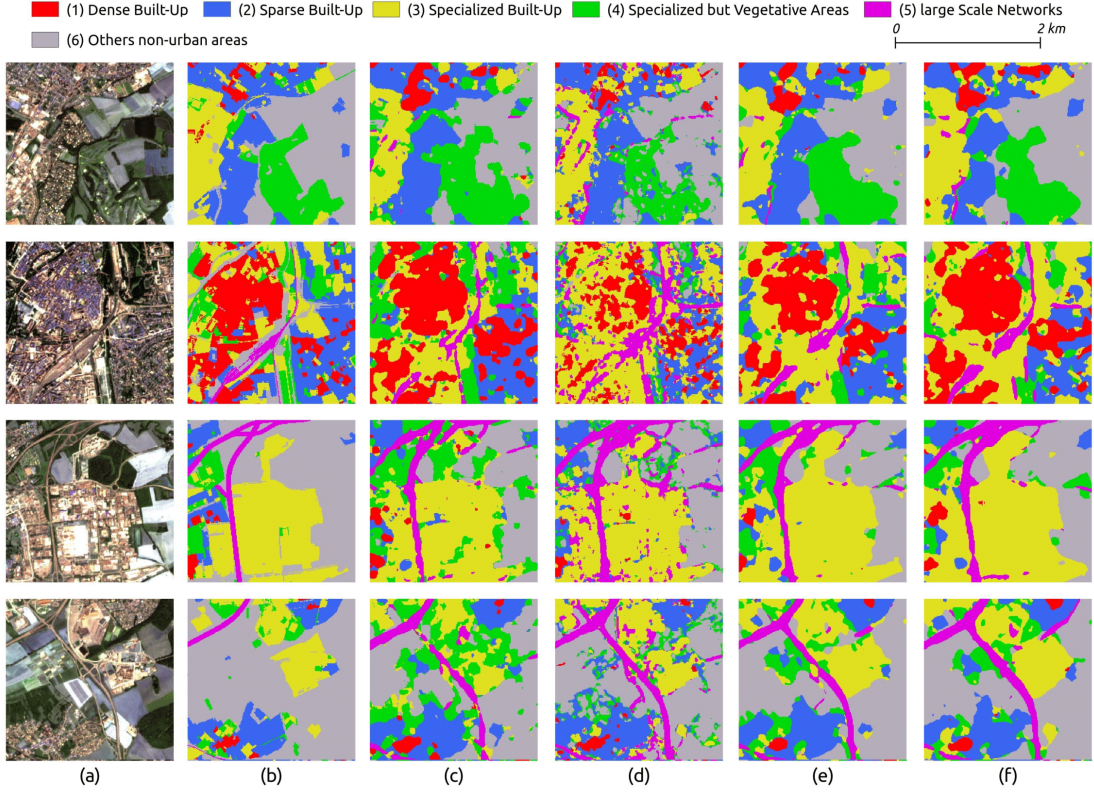 (1) Dense Built-Up (2) Sparse Built-Up (3) Specialized Built-Up (4) Specialized but Vegetative Areas (5) large Scale Networks
(6) Others non-urban areas 0 2 km
(a) (b) (c) (d) (e) (f)